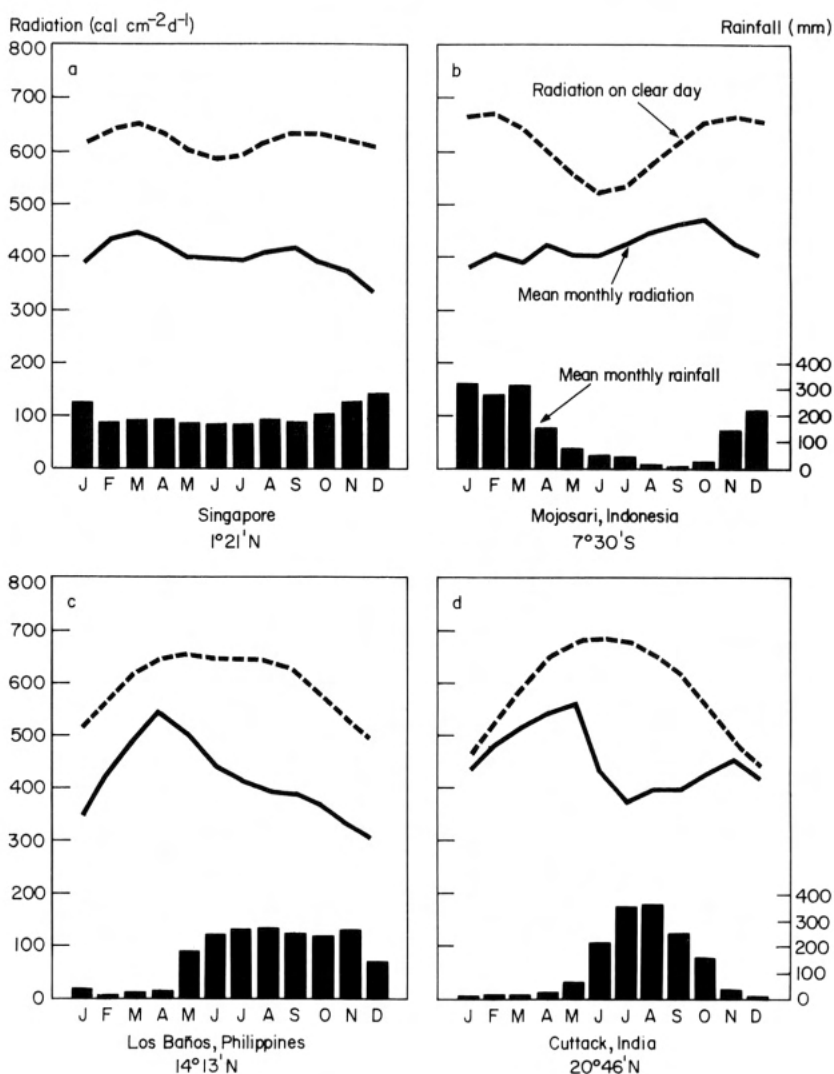 Radiation (cal cm⁻²d⁻¹)
Rainfall (mm)
800
700
600
500
400
300
200
100
0
a
J F M A M J J A S O N D
Singapore
1°21'N
b
Radiation on clear day
Mean monthly radiation
Mean monthly rainfall
400
300
200
100
0
J F M A M J J A S O N D
Mojosari, Indonesia
7°30'S
800
700
600
500
400
300
200
100
0
c
J F M A M J J A S O N D
Los Baños, Philippines
14°13'N
d
400
300
200
100
0
J F M A M J J A S O N D
Cuttack, India
20°46'N